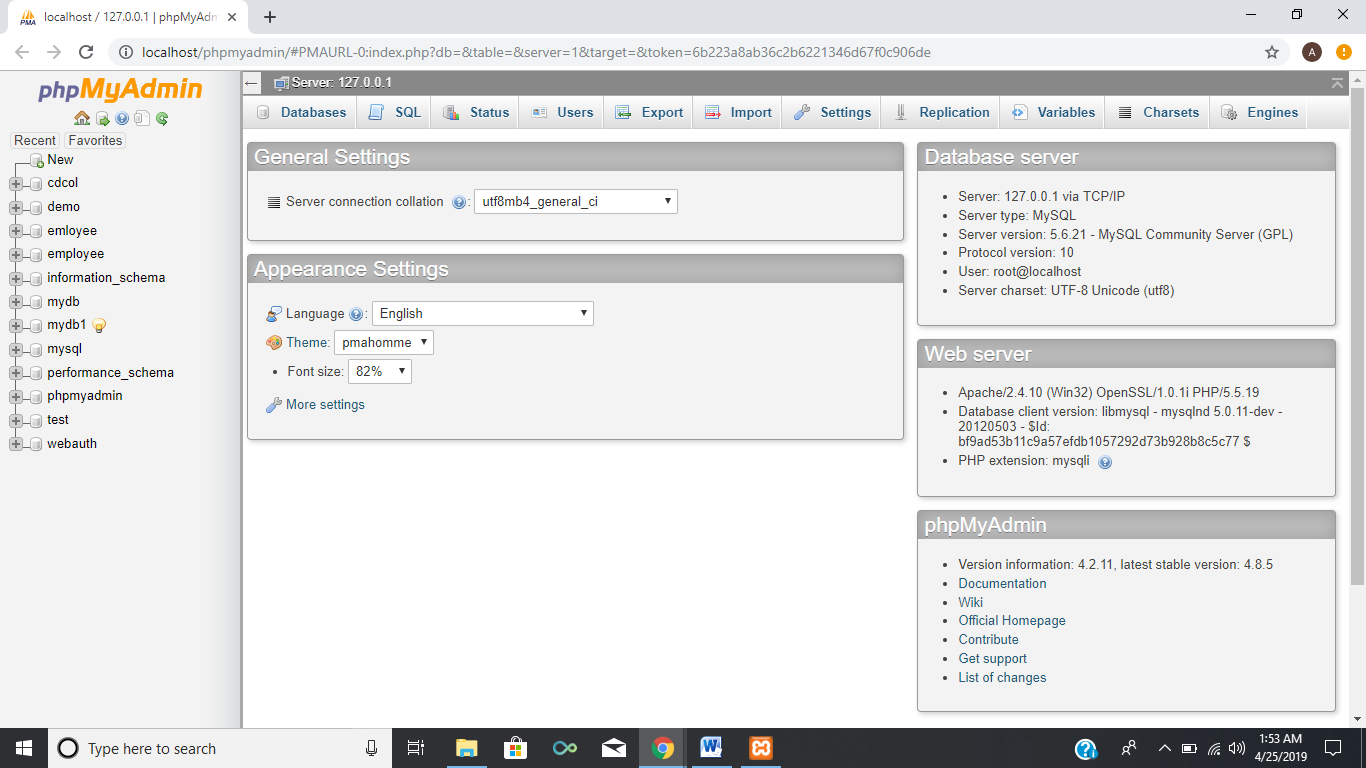 localhost / 127.0.0.1 | phpMyAdm
localhost/phpmyadmin/#PMAURL-0:index.php?db=&table=&server=1&target=&token=6b223a8ab36c2b6221346d67f0c906de
A
phpMyAdmin
Recent Favorites
New
cdcol
demo
emloyee
employee
information_schema
mydb
mydb1
mysql
performance_schema
phpmyadmin
test
webauth
Server: 127.0.0.1
Databases SQL Status Users Export Import Settings Replication Variables Charsets Engines
General Settings
Server connection collation : utf8mb4_general_ci
Appearance Settings
Language : English
Theme: pmahomme
Font size: 82%
More settings
Database server
Server: 127.0.0.1 via TCP/IP
Server type: MySQL
Server version: 5.6.21 - MySQL Community Server (GPL)
Protocol version: 10
User: root@localhost
Server charset: UTF-8 Unicode (utf8)
Web server
Apache/2.4.10 (Win32) OpenSSL/1.0.1i PHP/5.5.19
Database client version: libmysql - mysqlnd 5.0.11-dev -
20120503 - $Id:
bf9ad53b11c9a57efdb1057292d73b928b8c5c77 $
PHP extension: mysqli
phpMyAdmin
Version information: 4.2.11, latest stable version: 4.8.5
Documentation
Wiki
Official Homepage
Contribute
Get support
List of changes
Type here to search
1:53 AM
4/25/2019